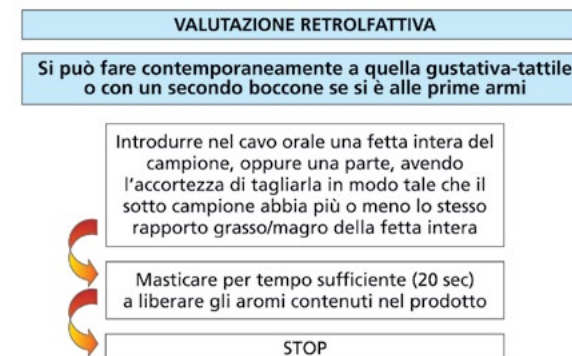 VALUTAZIONE RETROLFATTIVA
Si può fare contemporaneamente a quella gustativa-tattile
o con un secondo boccone se si è alle prime armi
Introdurre nel cavo orale una fetta intera del
campione, oppure una parte, avendo
l'accortezza di tagliarla in modo tale che il
sotto campione abbia più o meno lo stesso
rapporto grasso/magro della fetta intera
Masticare per tempo sufficiente (20 sec)
a liberare gli aromi contenuti nel prodotto
STOP